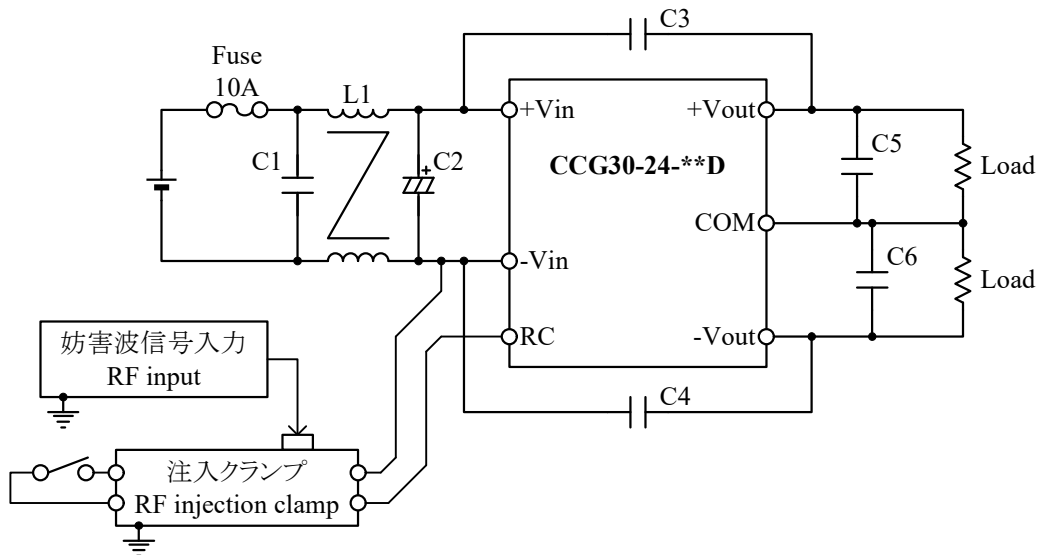 C3
Fuse
10A
L1
+Vin
+Vout
C1
+
C2
CCG30-24-**D
C5
Load
COM
-Vin
C6
Load
RC
-Vout
妨害波信号入力
RF input
C4
注入クランプ
RF injection clamp